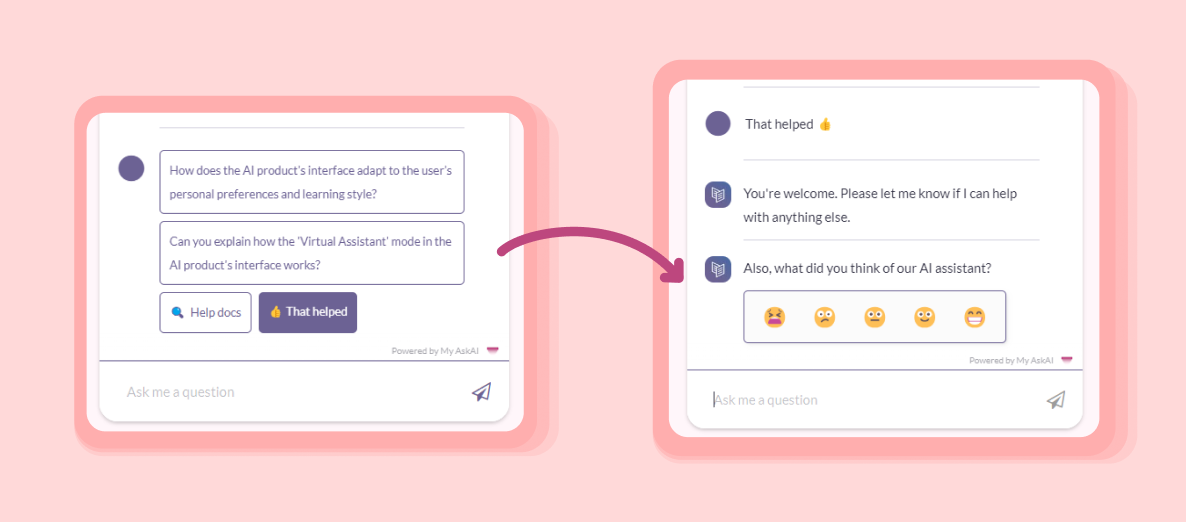 How does the AI product's interface adapt to the user's
personal preferences and learning style?
Can you explain how the 'Virtual Assistant' mode in the
AI product's interface works?
🔍 Help docs
👍 That helped
Powered by My AskAI
Ask me a question
That helped 👍
You're welcome. Please let me know if I can help
with anything else.
Also, what did you think of our AI assistant?
Powered by My AskAI
Ask me a question